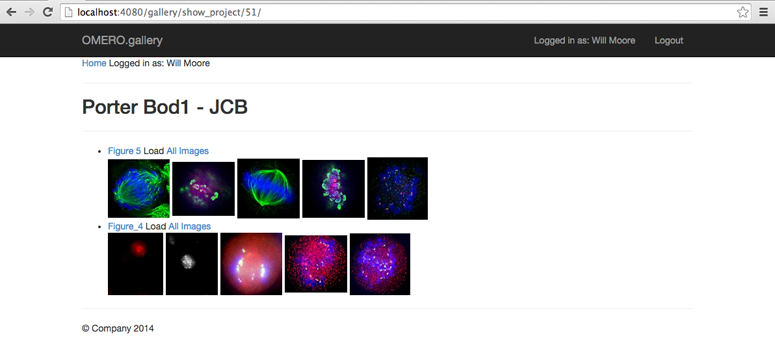 localhost:4080/gallery/show_project/51/
OMERO.gallery Logged in as: Will Moore Logout
Home Logged in as: Will Moore
Porter Bod1 - JCB
Figure 5 Load All Images
Figure_4 Load All Images
© Company 2014